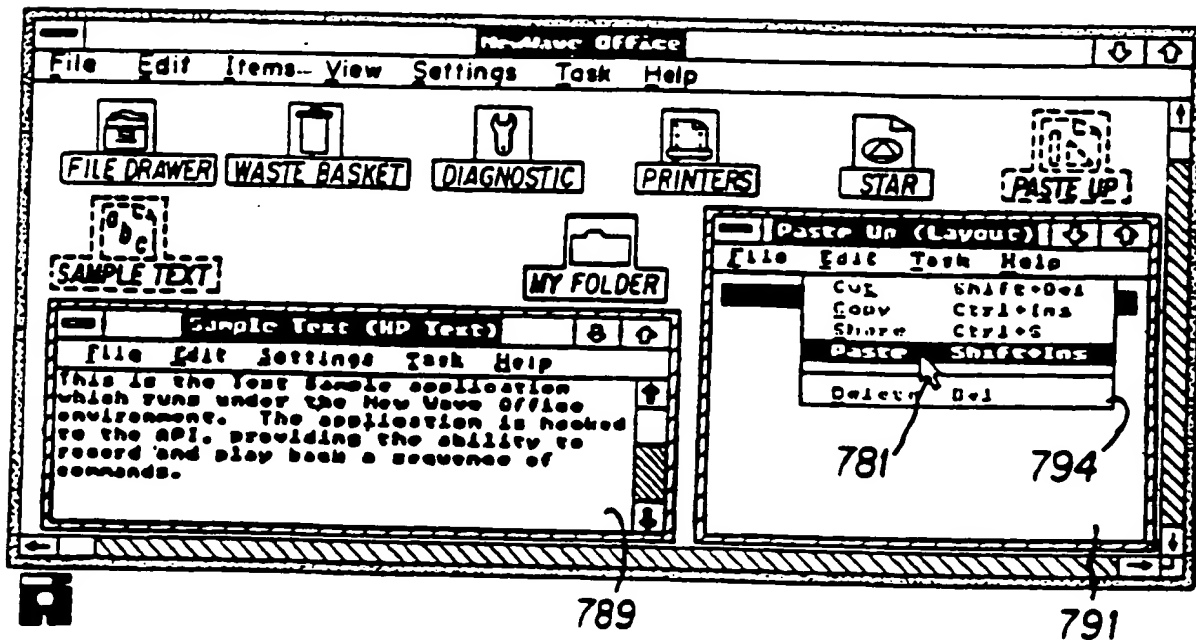 NewWave Office
File Edit Items... View Settings Task Help
FILE DRAWER WASTE BASKET DIAGNOSTIC PRINTERS STAR PASTE UP
abc
SAMPLE TEXT MY FOLDER
Paste Up (Layout)
File Edit Task Help
Cut Shift+Del
Copy Ctrl+Ins
Share Ctrl+S
Paste Shift+Ins
Delete Del
Sample Text (HP Text)
File Edit Settings Task Help
This is the Text Sample application
which runs under the New Wave Office
environment. The application is hooked
to the API, providing the ability to
record and play back a sequence of
commands.
781 794
789 791